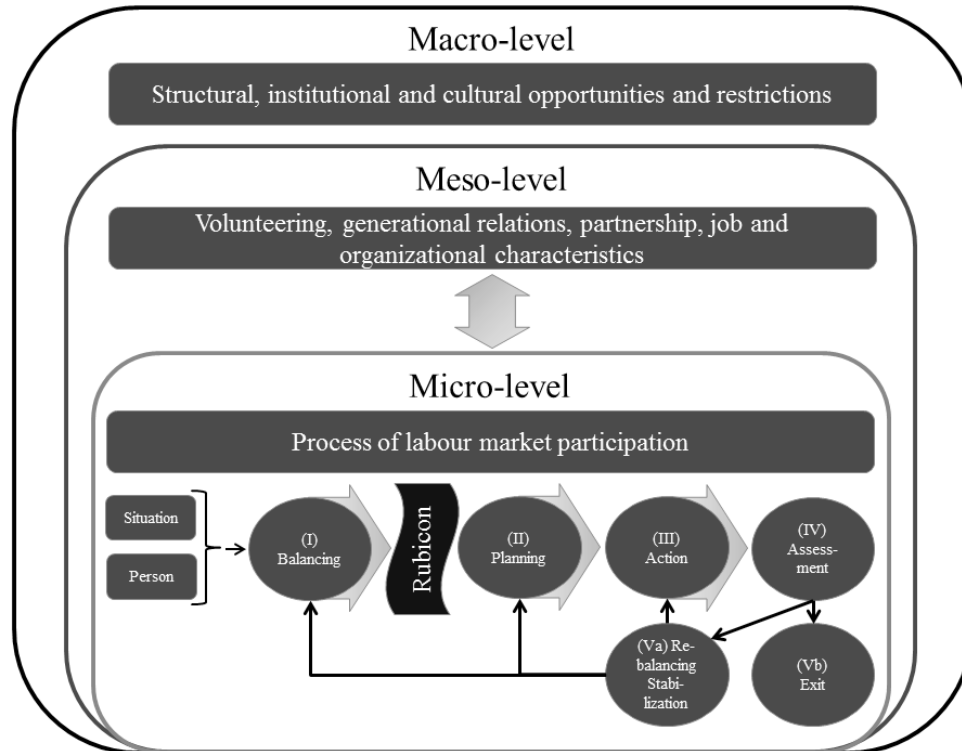 Macro-level
Structural, institutional and cultural opportunities and restrictions
Meso-level
Volunteering, generational relations, partnership, job and
organizational characteristics
Micro-level
Process of labour market participation
Situation
Person
(I)
Balancing
Rubicon
(II)
Planning
(III)
Action
(IV)
Assess-
ment
(Va) Re-
balancing
Stabi-
lization
(Vb)
Exit